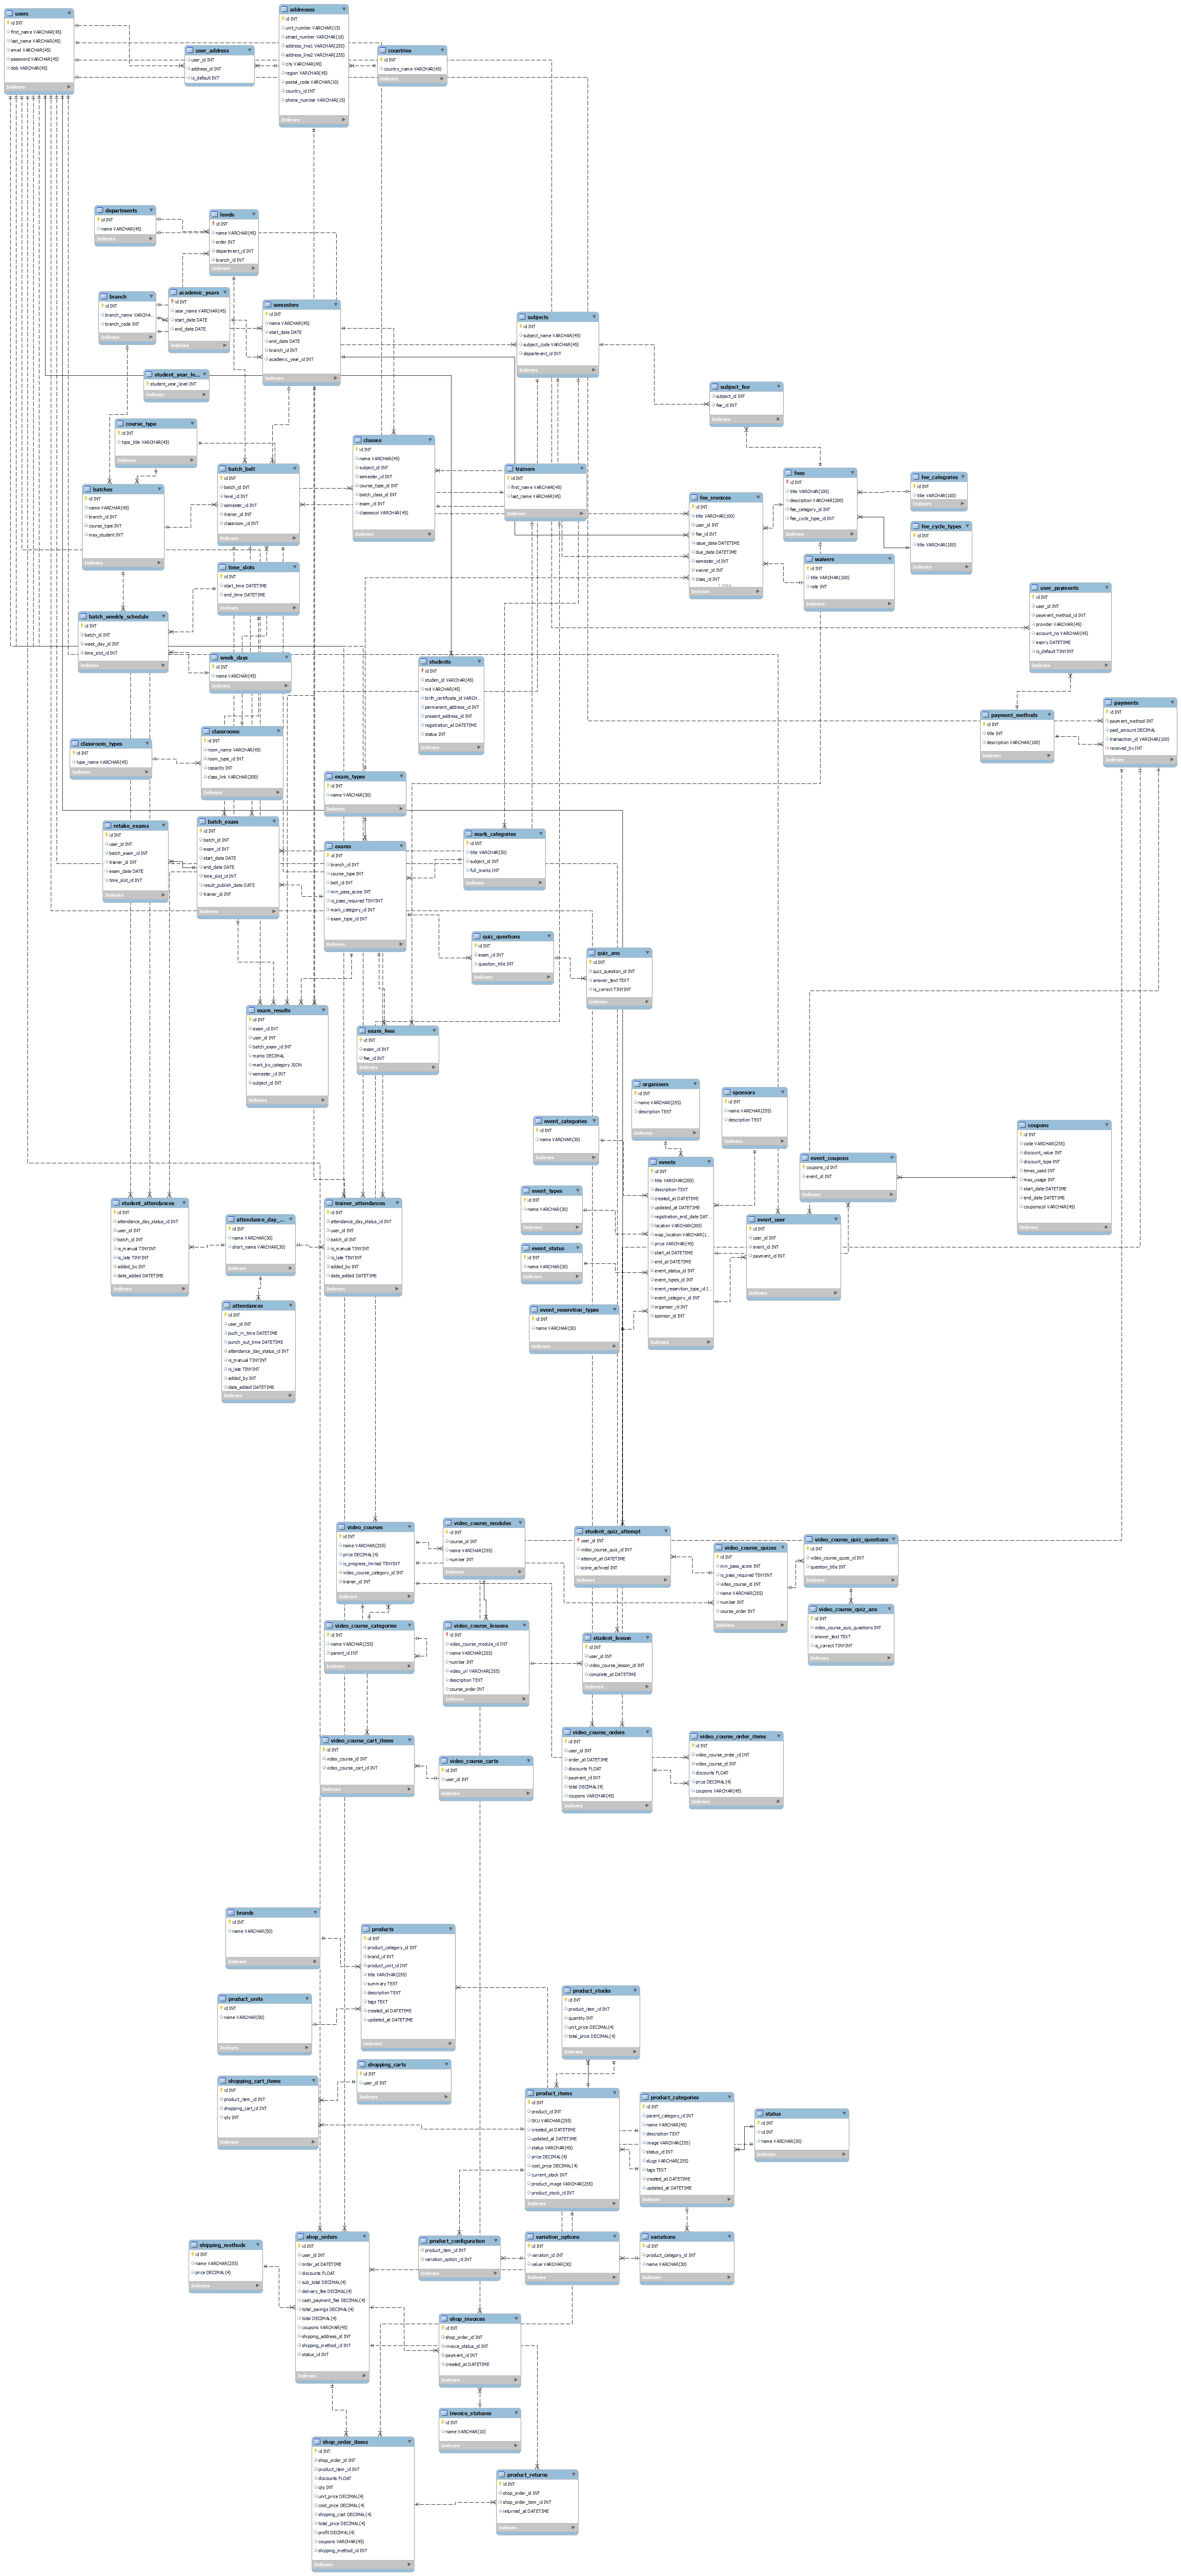 users
id INT
first_name VARCHAR(45)
last_name VARCHAR(45)
email VARCHAR(45)
password VARCHAR(45)
dob VARCHAR(45)
Indexes
user_address
user_id INT
address_id INT
is_default INT
Indexes
addresses
id INT
unit_number VARCHAR(15)
street_number VARCHAR(10)
address_line1 VARCHAR(255)
address_line2 VARCHAR(255)
city VARCHAR(45)
region VARCHAR(45)
postal_code VARCHAR(10)
country_id INT
phone_number VARCHAR(15)
Indexes
countries
id INT
country_name VARCHAR(45)
Indexes
departments
id INT
name VARCHAR(45)
Indexes
levels
id INT
name VARCHAR(45)
order INT
department_id INT
branch_id INT
Indexes
branch
id INT
branch_name VARCHA...
branch_code INT
Indexes
academic_years
id INT
year_name VARCHAR(45)
start_date DATE
end_date DATE
Indexes
semesters
id INT
name VARCHAR(45)
start_date DATE
end_date DATE
branch_id INT
academic_year_id INT
Indexes
subjects
id INT
subject_name VARCHAR(45)
subject_code VARCHAR(45)
department_id INT
Indexes
student_year_le...
student_year_level INT
Indexes
subject_fee
subject_id INT
fee_id INT
Indexes
course_type
id INT
type_title VARCHAR(45)
Indexes
classes
id INT
name VARCHAR(45)
subject_id INT
semester_id INT
course_type_id INT
batch_class_id INT
exam_id INT
classescol VARCHAR(45)
Indexes
batch_belt
id INT
batch_id INT
level_id INT
semester_id INT
trainer_id INT
classroom_id INT
Indexes
trainers
id INT
first_name VARCHAR(45)
last_name VARCHAR(45)
Indexes
fees
id INT
title VARCHAR(100)
description VARCHAR(200)
fee_category_id INT
fee_cycle_type_id INT
Indexes
fee_categories
id INT
title VARCHAR(100)
Indexes
batches
id INT
name VARCHAR(45)
branch_id INT
course_type INT
max_student INT
Indexes
fee_invoices
id INT
title VARCHAR(100)
user_id INT
fee_id INT
issue_date DATETIME
due_date DATETIME
semester_id INT
waiver_id INT
class_id INT
Indexes
fee_cycle_types
id INT
title VARCHAR(100)
Indexes
waivers
id INT
title VARCHAR(100)
rate INT
Indexes
time_slots
id INT
start_time DATETIME
end_time DATETIME
Indexes
user_payments
id INT
user_id INT
payment_method_id INT
provider VARCHAR(45)
account_no VARCHAR(45)
expiry DATETIME
is_default TINYINT
Indexes
batch_weekly_schedule
id INT
batch_id INT
week_day_id INT
time_slot_id INT
Indexes
week_days
id INT
name VARCHAR(45)
Indexes
students
id INT
studen_id VARCHAR(45)
nid VARCHAR(45)
birth_certificate_id VARCH...
permanent_address_id INT
present_address_id INT
registration_at DATETIME
status INT
Indexes
payment_methods
id INT
title INT
description VARCHAR(100)
Indexes
payments
id INT
payment_method INT
paid_amount DECIMAL
transaction_id VARCHAR(100)
received_by INT
Indexes
classrooms
id INT
room_name VARCHAR(45)
room_type_id INT
capacity INT
class_link VARCHAR(200)
Indexes
classroom_types
id INT
type_name VARCHAR(45)
Indexes
exam_types
id INT
name VARCHAR(30)
Indexes
retake_exams
id INT
user_id INT
batch_exam_id INT
trainer_id INT
exam_date DATE
time_slot_id INT
Indexes
batch_exam
id INT
batch_id INT
exam_id INT
start_date DATE
end_date DATE
time_slot_id INT
result_publish_date DATE
trainer_id INT
Indexes
exams
id INT
branch_id INT
course_type INT
belt_id INT
min_pass_score INT
is_pass_required TINYINT
mark_category_id INT
exam_type_id INT
Indexes
mark_categories
id INT
title VARCHAR(30)
subject_id INT
full_marks INT
Indexes
quiz_questions
id INT
exam_id INT
question_title INT
Indexes
quiz_ans
id INT
quiz_question_id INT
answer_text TEXT
is_correct TINYINT
Indexes
exam_results
id INT
exam_id INT
user_id INT
batch_exam_id INT
marks DECIMAL
mark_by_category JSON
semester_id INT
subject_id INT
Indexes
exam_fees
id INT
exam_id INT
fee_id INT
Indexes
organisers
id INT
name VARCHAR(255)
description TEXT
Indexes
sponsors
id INT
name VARCHAR(255)
description TEXT
Indexes
event_categories
id INT
name VARCHAR(30)
Indexes
coupons
id INT
code VARCHAR(255)
discount_value INT
discount_type INT
times_used INT
max_usage INT
start_date DATETIME
end_date DATETIME
couponscol VARCHAR(45)
Indexes
events
id INT
title VARCHAR(200)
description TEXT
created_at DATETIME
updated_at DATETIME
registration_end_date DAT...
location VARCHAR(200)
map_location VARCHAR(1...
price VARCHAR(45)
start_at DATETIME
end_at DATETIME
event_status_id INT
event_types_id INT
event_reservtion_type_id I...
event_category_id INT
organiser_id INT
sponsor_id INT
Indexes
event_coupons
coupons_id INT
event_id INT
Indexes
event_types
id INT
name VARCHAR(30)
Indexes
event_user
id INT
user_id INT
event_id INT
payment_id INT
Indexes
event_status
id INT
name VARCHAR(30)
Indexes
event_reservtion_types
id INT
name VARCHAR(30)
Indexes
student_attendances
id INT
attendance_day_status_id INT
user_id INT
batch_id INT
is_manual TINYINT
is_late TINYINT
added_by INT
date_added DATETIME
Indexes
attendance_day_...
id INT
name VARCHAR(30)
short_name VARCHAR(30)
Indexes
trainer_attendances
id INT
attendance_day_status_id INT
user_id INT
batch_id INT
is_manual TINYINT
is_late TINYINT
added_by INT
date_added DATETIME
Indexes
attendances
id INT
user_id INT
puch_in_time DATETIME
punch_out_time DATETIME
attendance_day_status_id INT
is_manual TINYINT
is_late TINYINT
added_by INT
date_added DATETIME
Indexes
video_courses
id INT
name VARCHAR(255)
price DECIMAL(4)
is_progress_limited TINYINT
video_course_category_id INT
trainer_id INT
Indexes
video_course_modules
id INT
course_id INT
name VARCHAR(255)
number INT
Indexes
student_quiz_attempt
user_id INT
video_course_quiz_id INT
attempt_at DATETIME
score_achived INT
Indexes
video_course_quizes
id INT
min_pass_score INT
is_pass_required TINYINT
video_course_id INT
name VARCHAR(255)
number INT
course_order INT
Indexes
video_course_quiz_questions
id INT
video_course_quize_id INT
question_title INT
Indexes
video_course_quiz_ans
id INT
video_course_quiz_questions INT
answer_text TEXT
is_correct TINYINT
Indexes
video_course_categories
id INT
name VARCHAR(255)
parent_id INT
Indexes
video_course_lessons
id INT
video_course_module_id INT
name VARCHAR(255)
number INT
video_url VARCHAR(255)
description TEXT
course_order INT
Indexes
student_lesson
id INT
user_id INT
video_course_lesson_id INT
complete_at DATETIME
Indexes
video_course_cart_items
id INT
video_course_id INT
video_course_cart_id INT
Indexes
video_course_carts
id INT
user_id INT
Indexes
video_course_orders
id INT
user_id INT
order_at DATETIME
discounts FLOAT
payment_id INT
total DECIMAL(4)
coupons VARCHAR(45)
Indexes
video_course_order_items
id INT
video_course_order_id INT
video_course_id INT
discounts FLOAT
price DECIMAL(4)
coupons VARCHAR(45)
Indexes
brands
id INT
name VARCHAR(50)
Indexes
products
id INT
product_category_id INT
brand_id INT
product_unit_id INT
title VARCHAR(255)
summary TEXT
description TEXT
tags TEXT
created_at DATETIME
updated_at DATETIME
Indexes
product_units
id INT
name VARCHAR(50)
Indexes
product_stocks
id INT
product_item_id INT
quantity INT
unit_price DECIMAL(4)
total_price DECIMAL(4)
Indexes
shopping_carts
id INT
user_id INT
Indexes
shopping_cart_items
id INT
product_item_id INT
shopping_cart_id INT
qty INT
Indexes
product_items
id INT
product_id INT
SKU VARCHAR(255)
created_at DATETIME
updated_at DATETIME
status VARCHAR(45)
price DECIMAL(4)
cost_price DECIMAL(4)
current_stock INT
product_image VARCHAR(255)
product_stock_id INT
Indexes
product_categories
id INT
parent_category_id INT
name VARCHAR(45)
description TEXT
image VARCHAR(255)
status_id INT
slugs VARCHAR(255)
tags TEXT
created_at DATETIME
updated_at DATETIME
Indexes
status
id INT
id INT
name VARCHAR(30)
Indexes
shipping_methods
id INT
name VARCHAR(255)
price DECIMAL(4)
Indexes
shop_orders
id INT
user_id INT
order_at DATETIME
discounts FLOAT
sub_total DECIMAL(4)
delivery_fee DECIMAL(4)
cash_payment_fee DECIMAL(4)
total_savings DECIMAL(4)
total DECIMAL(4)
coupons VARCHAR(45)
shipping_address_id INT
shipping_method_id INT
status_id INT
Indexes
product_configuration
product_item_id INT
variation_option_id INT
Indexes
variation_options
id INT
variation_id INT
value VARCHAR(30)
Indexes
variations
id INT
product_category_id INT
name VARCHAR(30)
Indexes
shop_invoices
id INT
shop_order_id INT
invoice_status_id INT
payment_id INT
created_at DATETIME
Indexes
invoice_statuses
id INT
name VARCHAR(10)
Indexes
shop_order_items
id INT
shop_order_id INT
product_item_id INT
discounts FLOAT
qty INT
unit_price DECIMAL(4)
cost_price DECIMAL(4)
shipping_cost DECIMAL(4)
total_price DECIMAL(4)
profit DECIMAL(4)
coupons VARCHAR(45)
shipping_method_id INT
Indexes
product_returns
id INT
shop_order_id INT
shop_order_item_id INT
returned_at DATETIME
Indexes